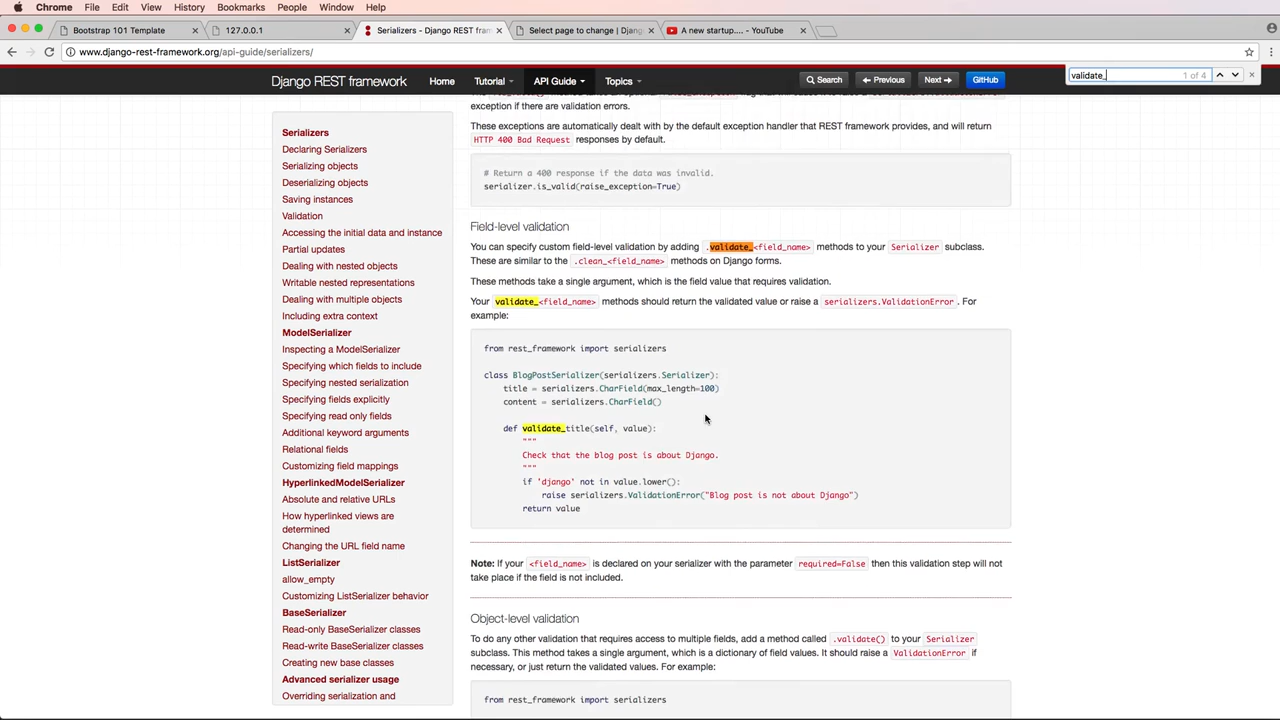 Chrome File Edit View History Bookmarks People Window Help
Bootstrap 101 Template
127.0.0.1
Serializers - Django REST fram
Select page to change | Djang
A new startup.... - YouTube
www.django-rest-framework.org/api-guide/serializers/
validate_ 1 of 4
Django REST framework Home Tutorial API Guide Topics Search Previous Next GitHub
exception if there are validation errors.
These exceptions are automatically dealt with by the default exception handler that REST framework provides, and will return
HTTP 400 Bad Request responses by default.
# Return a 400 response if the data was invalid.
serializer.is_valid(raise_exception=True)
Field-level validation
You can specify custom field-level validation by adding .validate_<field_name> methods to your Serializer subclass.
These are similar to the .clean_<field_name> methods on Django forms.
These methods take a single argument, which is the field value that requires validation.
Your validate_<field_name> methods should return the validated value or raise a serializers.ValidationError. For
example:
from rest_framework import serializers
class BlogPostSerializer(serializers.Serializer):
title = serializers.CharField(max_length=100)
content = serializers.CharField()
def validate_title(self, value):
"""
Check that the blog post is about Django.
"""
if 'django' not in value.lower():
raise serializers.ValidationError("Blog post is not about Django")
return value
Note: If your <field_name> is declared on your serializer with the parameter required=False then this validation step will not
take place if the field is not included.
Object-level validation
To do any other validation that requires access to multiple fields, add a method called .validate() to your Serializer
subclass. This method takes a single argument, which is a dictionary of field values. It should raise a ValidationError if
necessary, or just return the validated values. For example:
from rest_framework import serializers
Serializers
Declaring Serializers
Serializing objects
Deserializing objects
Saving instances
Validation
Accessing the initial data and instance
Partial updates
Dealing with nested objects
Writable nested representations
Dealing with multiple objects
Including extra context
ModelSerializer
Inspecting a ModelSerializer
Specifying which fields to include
Specifying nested serialization
Specifying fields explicitly
Specifying read only fields
Additional keyword arguments
Relational fields
Customizing field mappings
HyperlinkedModelSerializer
Absolute and relative URLs
How hyperlinked views are
determined
Changing the URL field name
ListSerializer
allow_empty
Customizing ListSerializer behavior
BaseSerializer
Read-only BaseSerializer classes
Read-write BaseSerializer classes
Creating new base classes
Advanced serializer usage
Overriding serialization and